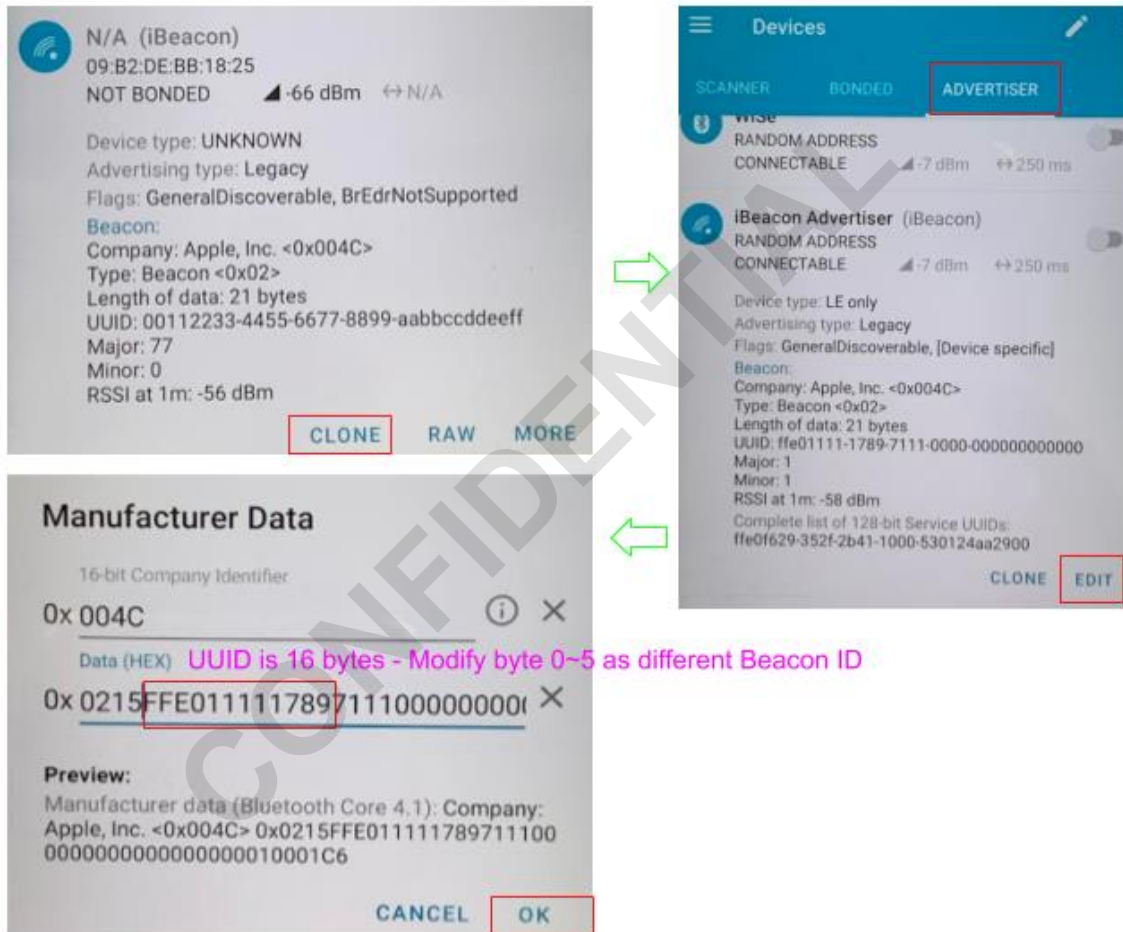 N/A (iBeacon)
09:B2:DE:BB:18:25
NOT BONDED -66 dBm ↔ N/A
Device type: UNKNOWN
Advertising type: Legacy
Flags: GeneralDiscoverable, BrEdrNotSupported
Beacon:
Company: Apple, Inc. <0x004C>
Type: Beacon <0x02>
Length of data: 21 bytes
UUID: 00112233-4455-6677-8899-aabbccddeeff
Major: 77
Minor: 0
RSSI at 1m: -56 dBm
CLONE RAW MORE
Devices
SCANNER BONDED ADVERTISER
WiSe
RANDOM ADDRESS
CONNECTABLE -7 dBm ↔ 250 ms
iBeacon Advertiser (iBeacon)
RANDOM ADDRESS
CONNECTABLE -7 dBm ↔ 250 ms
Device type: LE only
Advertising type: Legacy
Flags: GeneralDiscoverable, [Device specific]
Beacon:
Company: Apple, Inc. <0x004C>
Type: Beacon <0x02>
Length of data: 21 bytes
UUID: ffe01111-1789-7111-0000-000000000000
Major: 1
Minor: 1
RSSI at 1m: -58 dBm
Complete list of 128-bit Service UUIDs:
ffe0f629-352f-2b41-1000-530124aa2900
CLONE EDIT
Manufacturer Data
16-bit Company Identifier
0x 004C
Data (HEX) UUID is 16 bytes - Modify byte 0~5 as different Beacon ID
0x 0215FFE01111178971110000000000
Preview:
Manufacturer data (Bluetooth Core 4.1): Company:
Apple, Inc. <0x004C> 0x0215FFE011111789711100
00000000000000000010001C6
CANCEL OK
CONFIDENTIAL